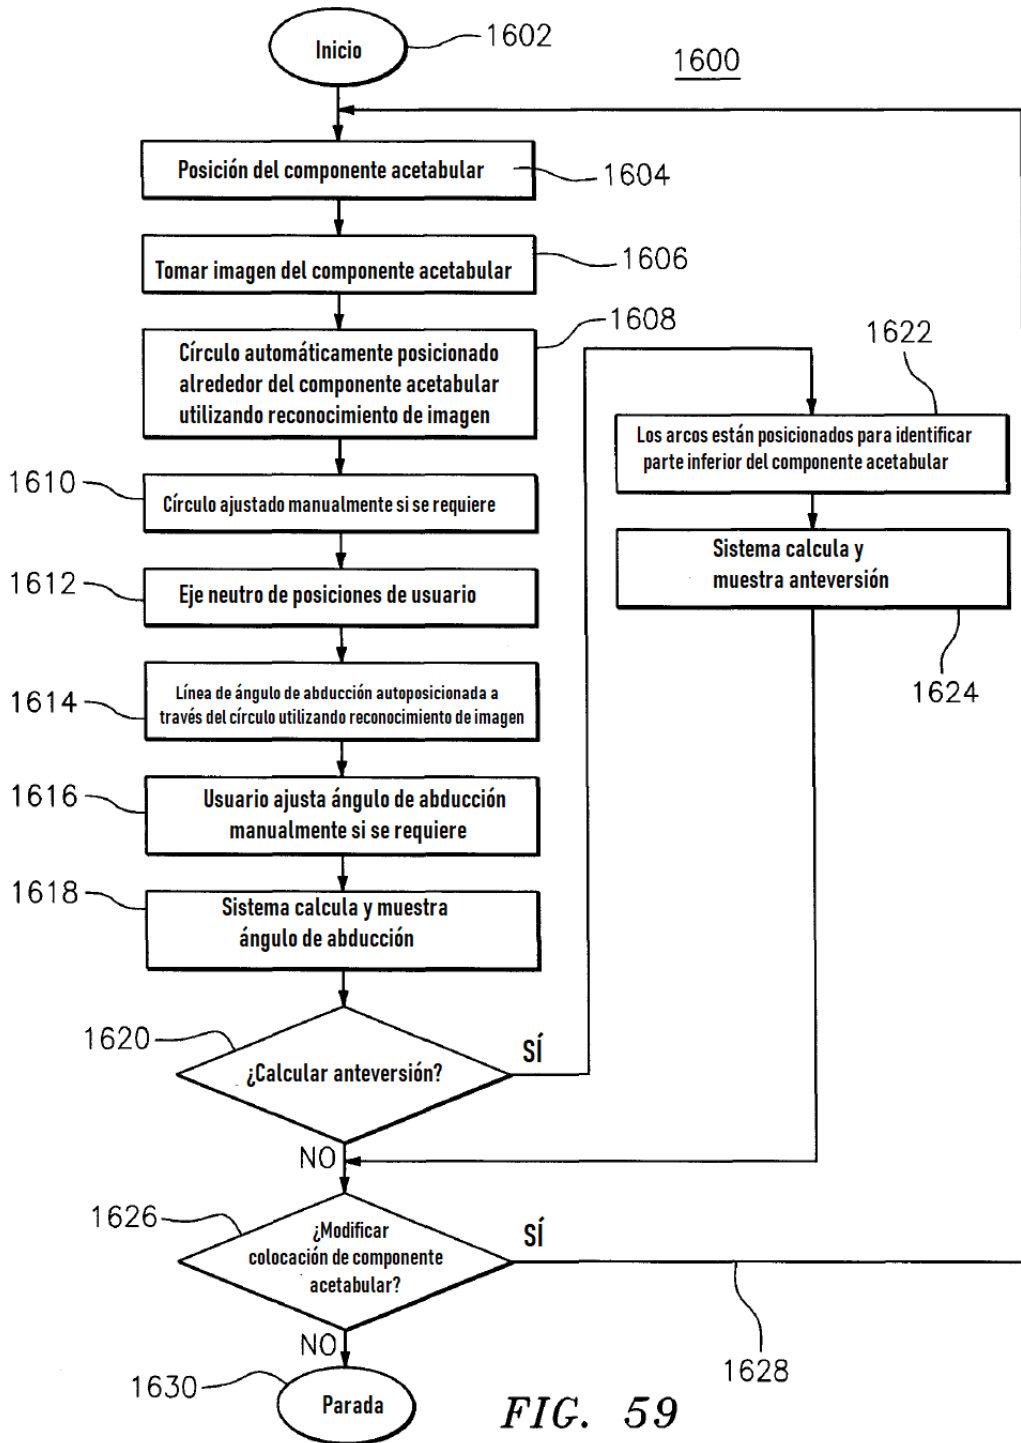 Inicio
1602
1600
Posición del componente acetabular
1604
Tomar imagen del componente acetabular
1606
1608
Círculo automáticamente posicionado
alrededor del componente acetabular
utilizando reconocimiento de imagen
1622
Los arcos están posicionados para identificar
parte inferior del componente acetabular
1610
Círculo ajustado manualmente si se requiere
Sistema calcula y
muestra anteversión
1612
Eje neutro de posiciones de usuario
1624
1614
Línea de ángulo de abducción autoposicionada a
través del círculo utilizando reconocimiento de imagen
1616
Usuario ajusta ángulo de abducción
manualmente si se requiere
1618
Sistema calcula y muestra
ángulo de abducción
1620
¿Calcular anteversión?
SÍ
NO
1626
¿Modificar
colocación de componente
acetabular?
SÍ
NO
1628
1630
Parada
FIG. 59